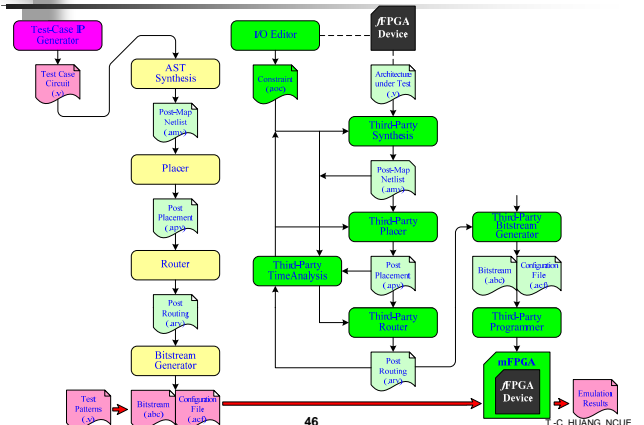 Test-Case IP
Generator
Test Case
Circuit
(.v)
AST
Synthesis
Post-Map
Netlist
(.amv)
Placer
Post
Placement
(.apv)
Router
Post
Routing
(.arv)
Bitstream
Generator
Test
Patterns
(.v)
Bitstream
(abc)
Configuration
File
(.acf)
I/O Editor
fFPGA
Device
Constraint
(.aoc)
Architecture
under Test
(.v)
Third-Party
Synthesis
Post-Map
Netlist
(.amv)
Third-Party
Placer
Third-Party
TimeAnalysis
Post
Placement
(.apv)
Third-Party
Router
Post
Routing
(.arv)
Third-Party
Bitstream
Generator
Bitstream
(.abc)
Configuration
File
(.acf)
Third-Party
Programmer
mFPGA
fFPGA
Device
Emulation
Results
46
T.-C. HUANG, NCUE